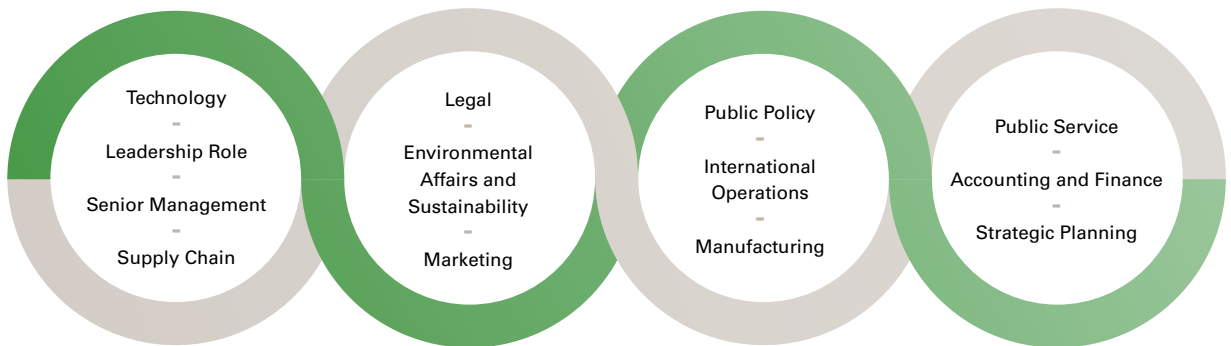 Technology
Leadership Role
Senior Management
Supply Chain
Legal
Environmental
Affairs and
Sustainability
Marketing
Public Policy
International
Operations
Manufacturing
Public Service
Accounting and Finance
Strategic Planning